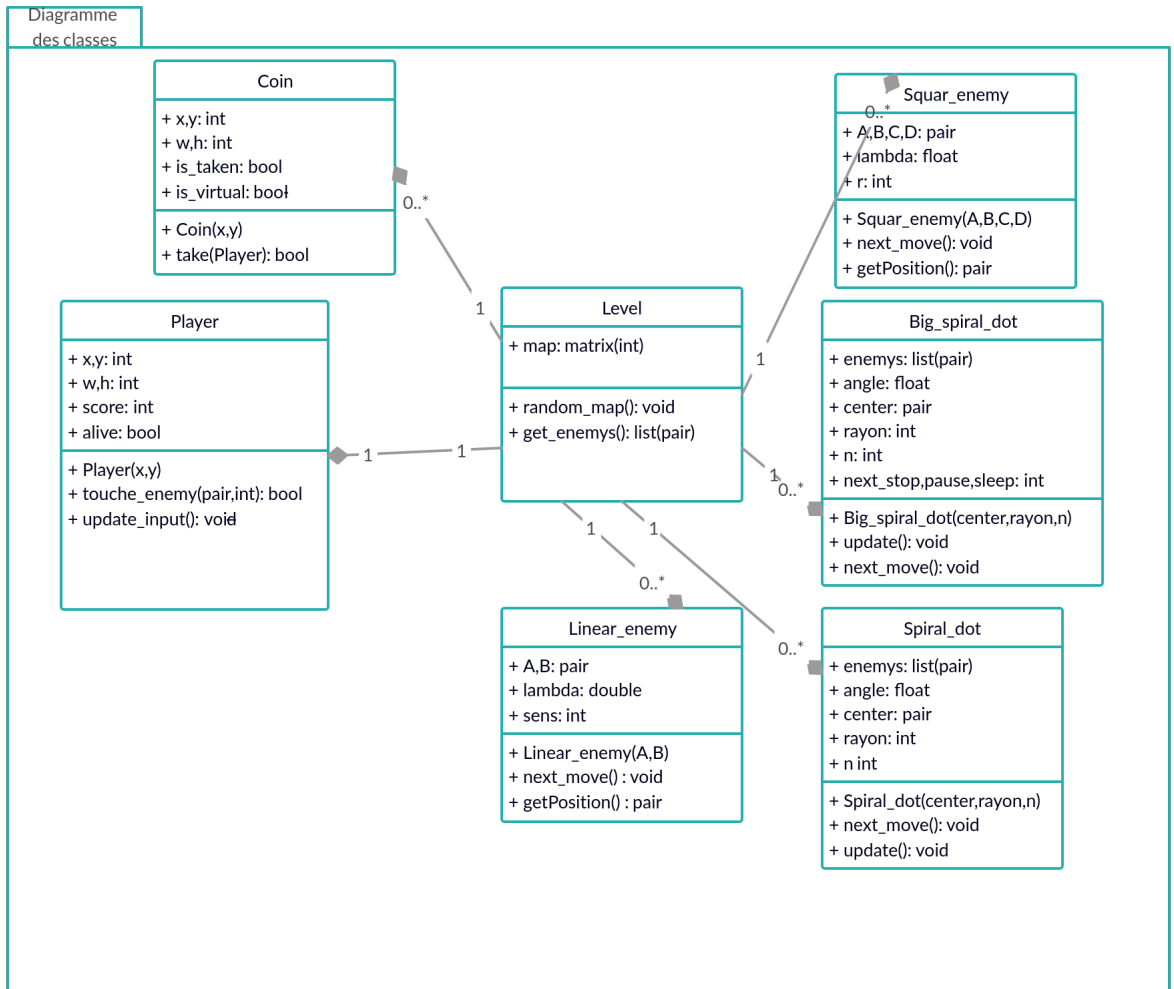 Diagramme
des classes
Coin
+ x,y: int
+ w,h: int
+ is_taken: bool
+ is_virtual: bool
+ Coin(x,y)
+ take(Player): bool
0..*
1
Squar_enemy
0..*
+ A,B,C,D: pair
+ lambda: float
+ r: int
+ Squar_enemy(A,B,C,D)
+ next_move(): void
+ getPosition(): pair
1
Player
+ x,y: int
+ w,h: int
+ score: int
+ alive: bool
+ Player(x,y)
+ touche_enemy(pair,int): bool
+ update_input(): void
1
1
Level
+ map: matrix(int)
+ random_map(): void
+ get_enemys(): list(pair)
Big_spiral_dot
+ enemys: list(pair)
+ angle: float
+ center: pair
+ rayon: int
+ n: int
+ next_stop,pause,sleep: int
+ Big_spiral_dot(center,rayon,n)
+ update(): void
+ next_move(): void
1
0..*
1
0..*
1
0..*
Linear_enemy
+ A,B: pair
+ lambda: double
+ sens: int
+ Linear_enemy(A,B)
+ next_move() : void
+ getPosition() : pair
Spiral_dot
+ enemys: list(pair)
+ angle: float
+ center: pair
+ rayon: int
+ n int
+ Spiral_dot(center,rayon,n)
+ next_move(): void
+ update(): void